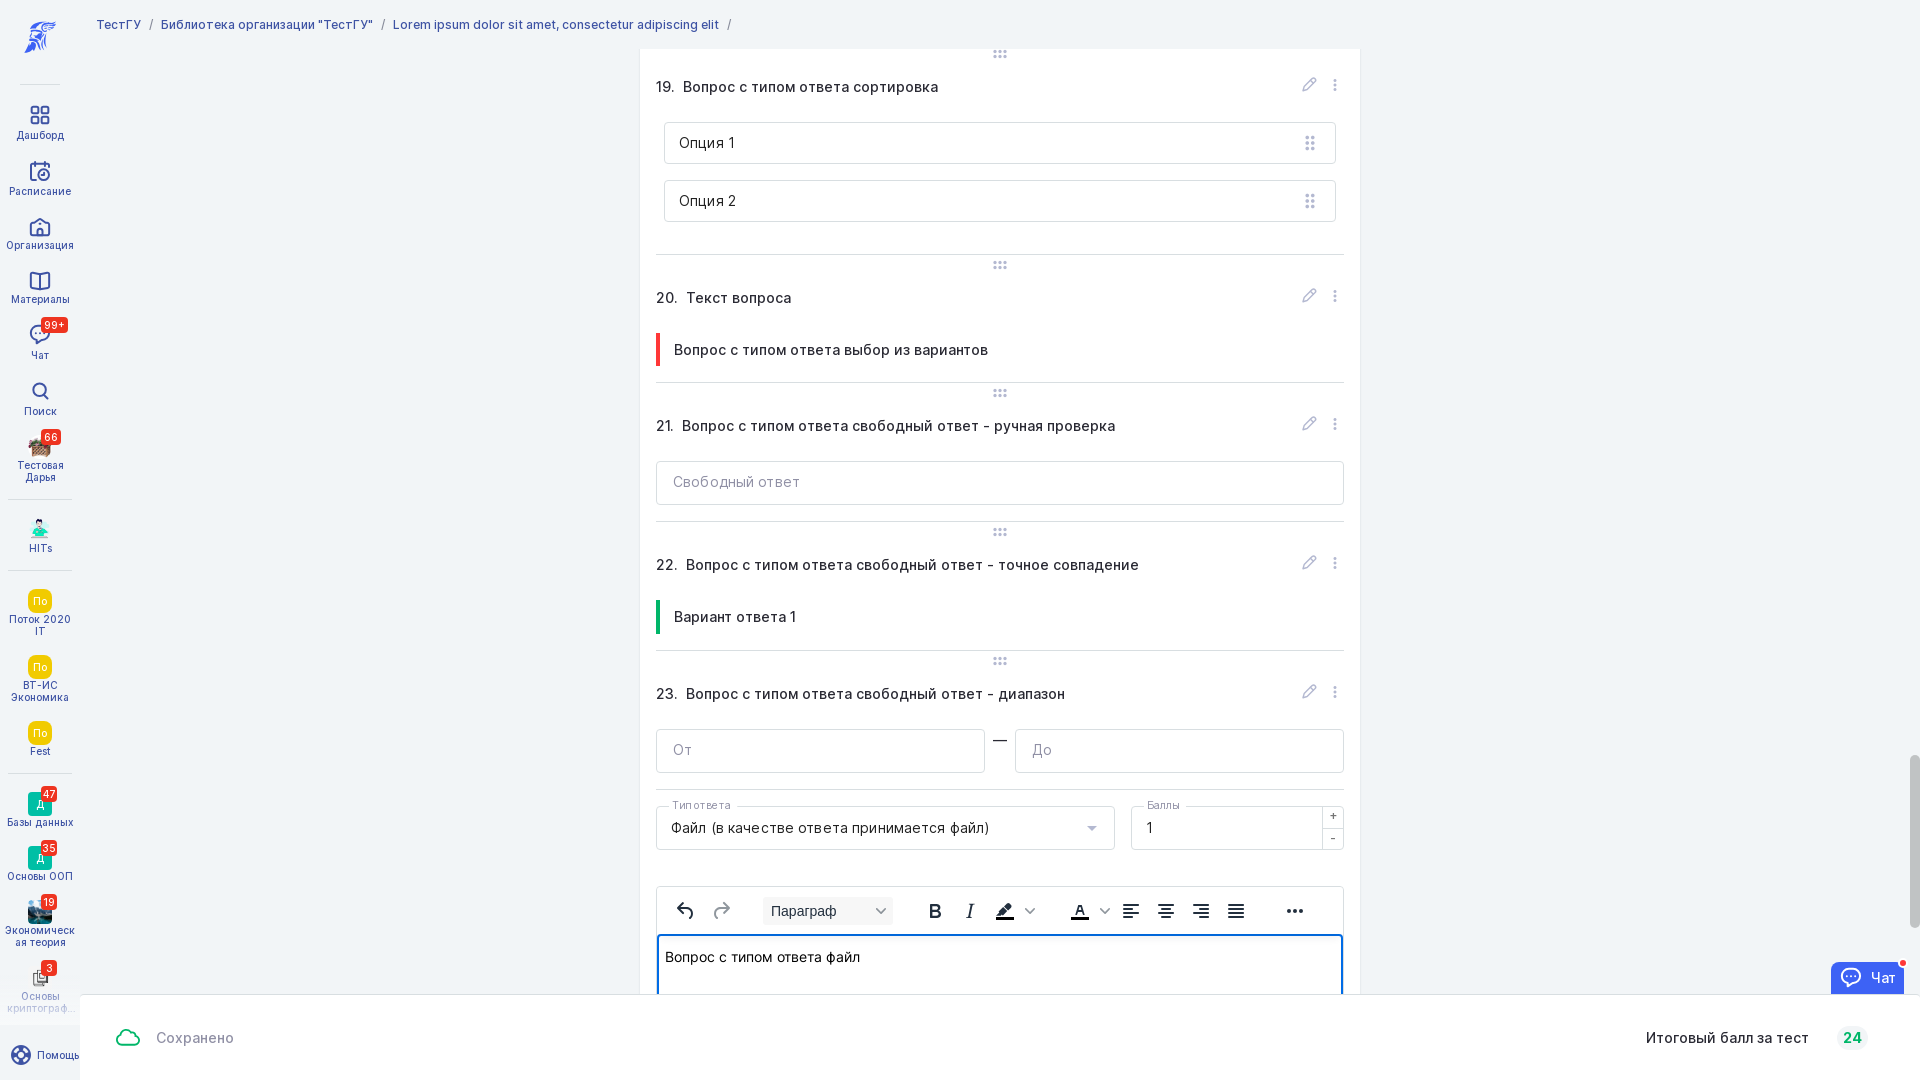 ТестГУ / Библиотека организации "ТестГУ" / Lorem ipsum dolor sit amet, consectetur adipiscing elit /
Дашборд
Расписание
Организация
Материалы
99+
Чат
Поиск
66
Тестовая
Дарья
HITs
По
Поток 2020
IT
По
ВТ-ИС
Экономика
По
Fest
47
Д
Базы данных
35
Д
Основы ООП
19
Экономическ
ая теория
3
Основы
криптограф...
Помощь
19. Вопрос с типом ответа сортировка
Опция 1
Опция 2
20. Текст вопроса
Вопрос с типом ответа выбор из вариантов
21. Вопрос с типом ответа свободный ответ - ручная проверка
Свободный ответ
22. Вопрос с типом ответа свободный ответ - точное совпадение
Вариант ответа 1
23. Вопрос с типом ответа свободный ответ - диапазон
От — До
Тип ответа
Файл (в качестве ответа принимается файл)
Баллы
1
+
-
Параграф
Вопрос с типом ответа файл
Чат
Сохранено
Итоговый балл за тест 24